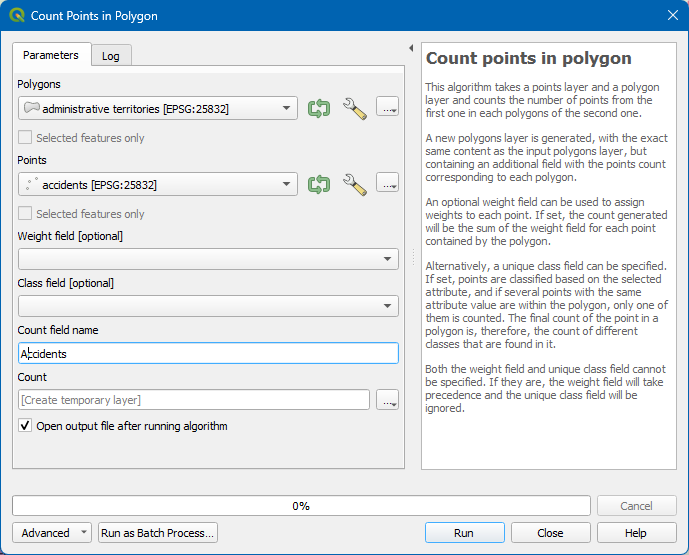 Count Points in Polygon
Parameters
Log
Polygons
administrative territories [EPSG:25832]
...
Selected features only
Points
accidents [EPSG:25832]
...
Selected features only
Weight field [optional]
Class field [optional]
Count field name
Accidents
Count
[Create temporary layer]
...
Open output file after running algorithm
Count points in polygon
This algorithm takes a points layer and a polygon
layer and counts the number of points from the
first one in each polygons of the second one.
A new polygons layer is generated, with the exact
same content as the input polygons layer, but
containing an additional field with the points count
corresponding to each polygon.
An optional weight field can be used to assign
weights to each point. If set, the count generated
will be the sum of the weight field for each point
contained by the polygon.
Alternatively, a unique class field can be specified.
If set, points are classified based on the selected
attribute, and if several points with the same
attribute value are within the polygon, only one of
them is counted. The final count of the point in a
polygon is, therefore, the count of different
classes that are found in it.
Both the weight field and unique class field cannot
be specified. If they are, the weight field will take
precedence and the unique class field will be
ignored.
0%
Cancel
Advanced
Run as Batch Process...
Run
Close
Help